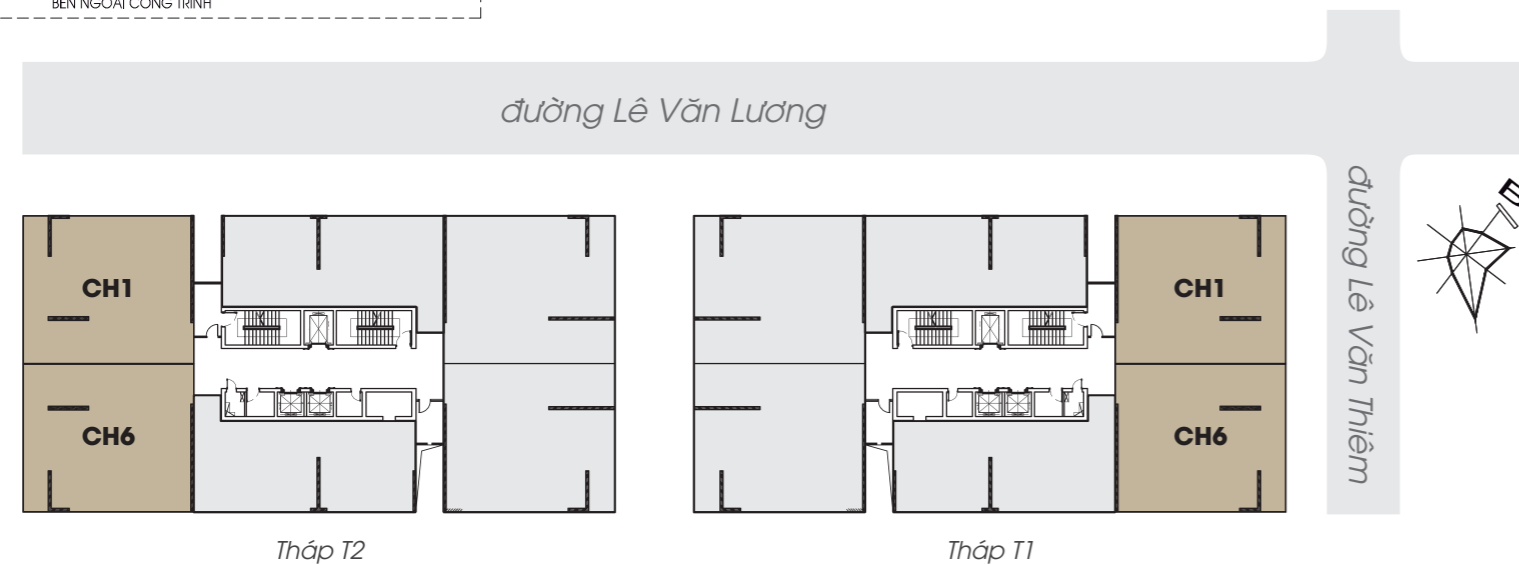 BÊN NGOÀI CÔNG TRÌNH
đường Lê Văn Lương
đường Lê Văn Thiêm
CH1
CH1
CH6
CH6
Tháp T2
Tháp T1